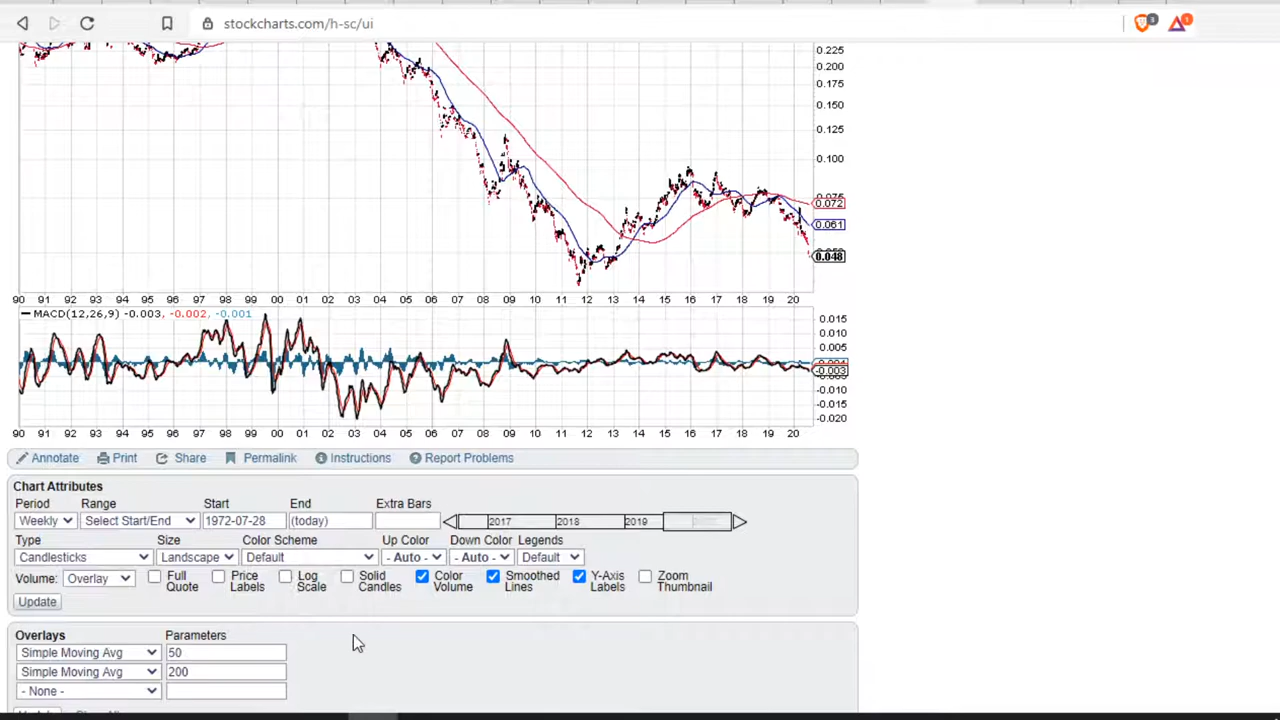 stockcharts.com/h-sc/ui
0.225
0.200
0.175
0.150
0.125
0.100
0.072
0.061
0.048
90 91 92 93 94 95 96 97 98 99 00 01 02 03 04 05 06 07 08 09 10 11 12 13 14 15 16 17 18 19 20
MACD(12,26,9) -0.003, -0.002, -0.001
0.015
0.010
0.005
-0.003
-0.010
-0.015
-0.020
90 91 92 93 94 95 96 97 98 99 00 01 02 03 04 05 06 07 08 09 10 11 12 13 14 15 16 17 18 19 20
Annotate Print Share Permalink Instructions Report Problems
Chart Attributes
Period Range Start End Extra Bars
Weekly Select Start/End 1972-07-28 (today) 2017 2018 2019
Type Size Color Scheme Up Color Down Color Legends
Candlesticks Landscape Default - Auto - - Auto - Default
Volume: Overlay Full Quote Price Labels Log Scale Solid Candles Color Volume Smoothed Lines Y-Axis Labels Zoom Thumbnail
Update
Overlays Parameters
Simple Moving Avg 50
Simple Moving Avg 200
- None -